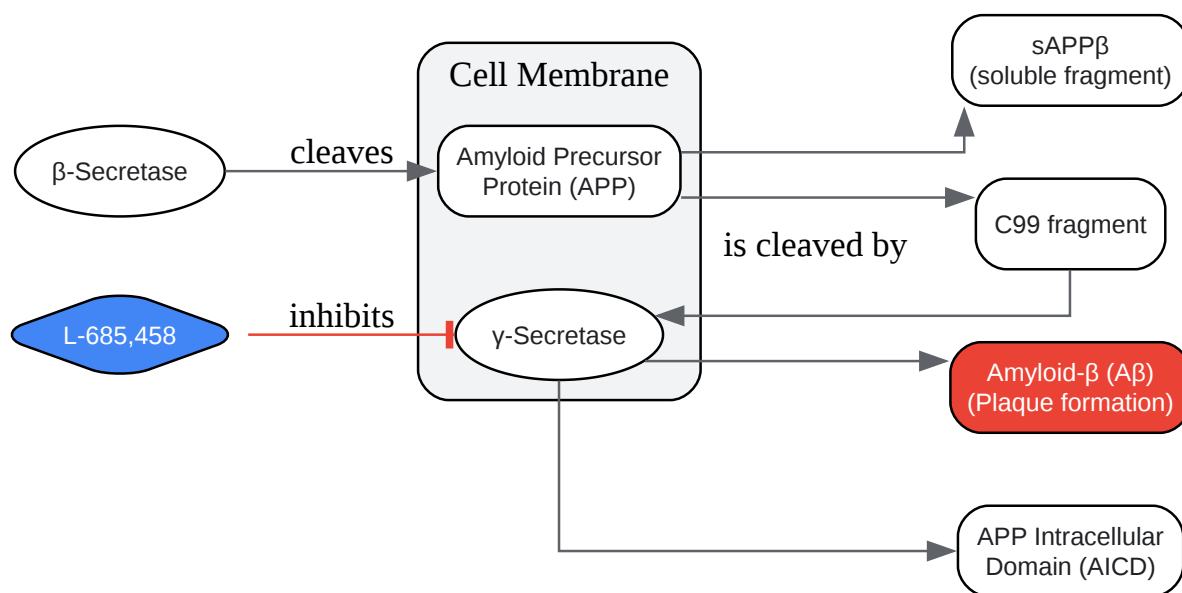 sAPPβ
(soluble fragment)
Cell Membrane
β-Secretase
cleaves
Amyloid Precursor
Protein (APP)
C99 fragment
is cleaved by
L-685,458
inhibits
γ-Secretase
Amyloid-β (Aβ)
(Plaque formation)
APP Intracellular
Domain (AICD)